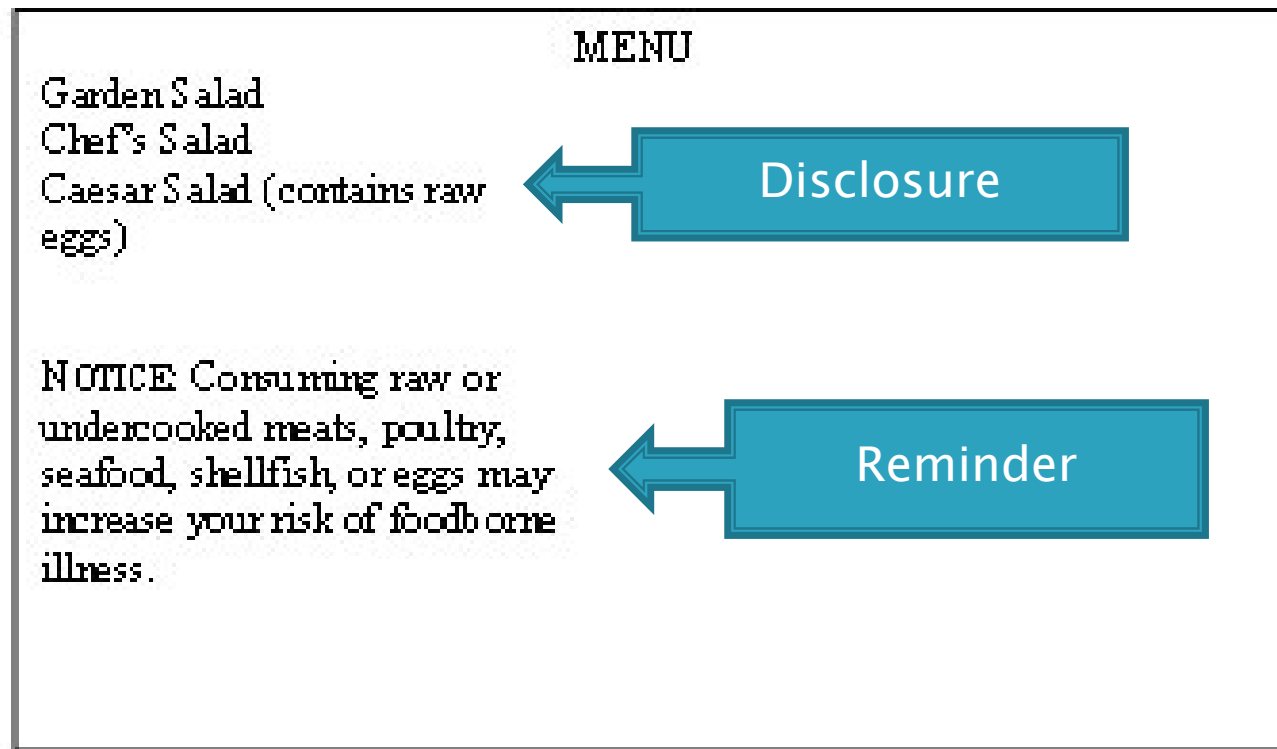 MENU
Garden Salad
Chef's Salad
Caesar Salad (contains raw
eggs)
Disclosure
NOTICE: Consuming raw or
undercooked meats, poultry,
seafood, shellfish, or eggs may
increase your risk of foodborne
illness.
Reminder